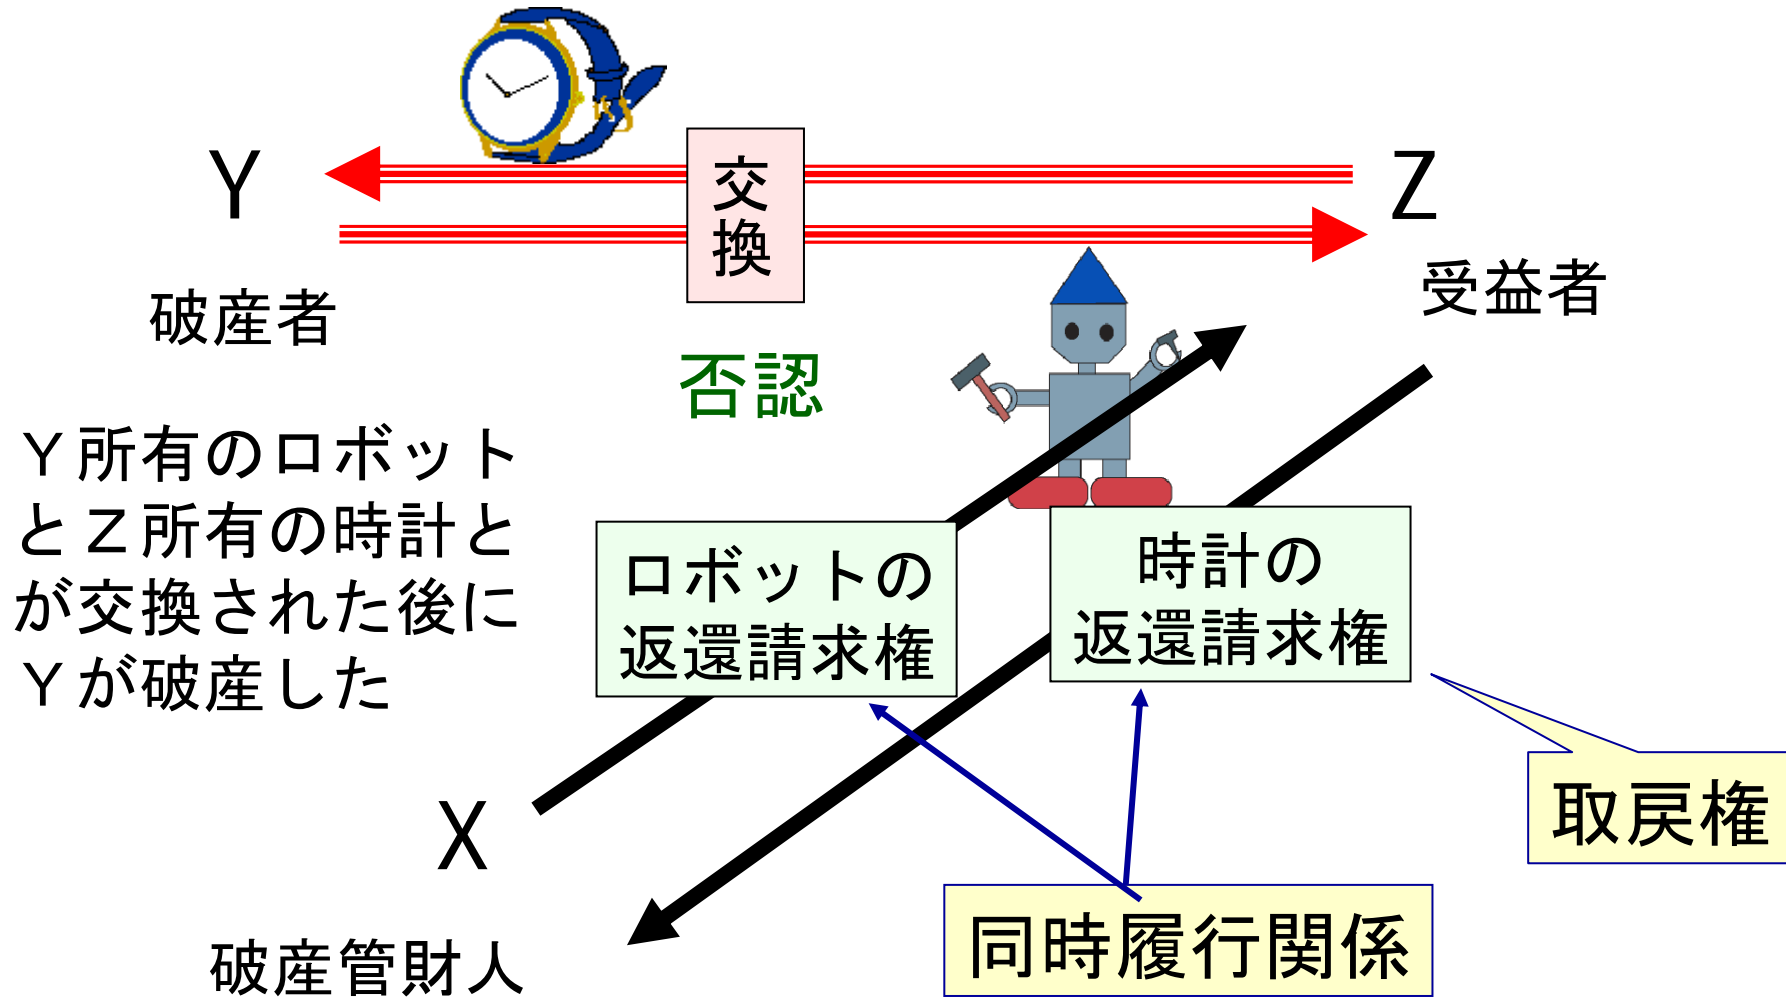 Y
交
換
Z
破産者
受益者
否認
Ｙ所有のロボット
とＺ所有の時計と
が交換された後に
Ｙが破産した
ロボットの
返還請求権
時計の
返還請求権
取戻権
X
破産管財人
同時履行関係